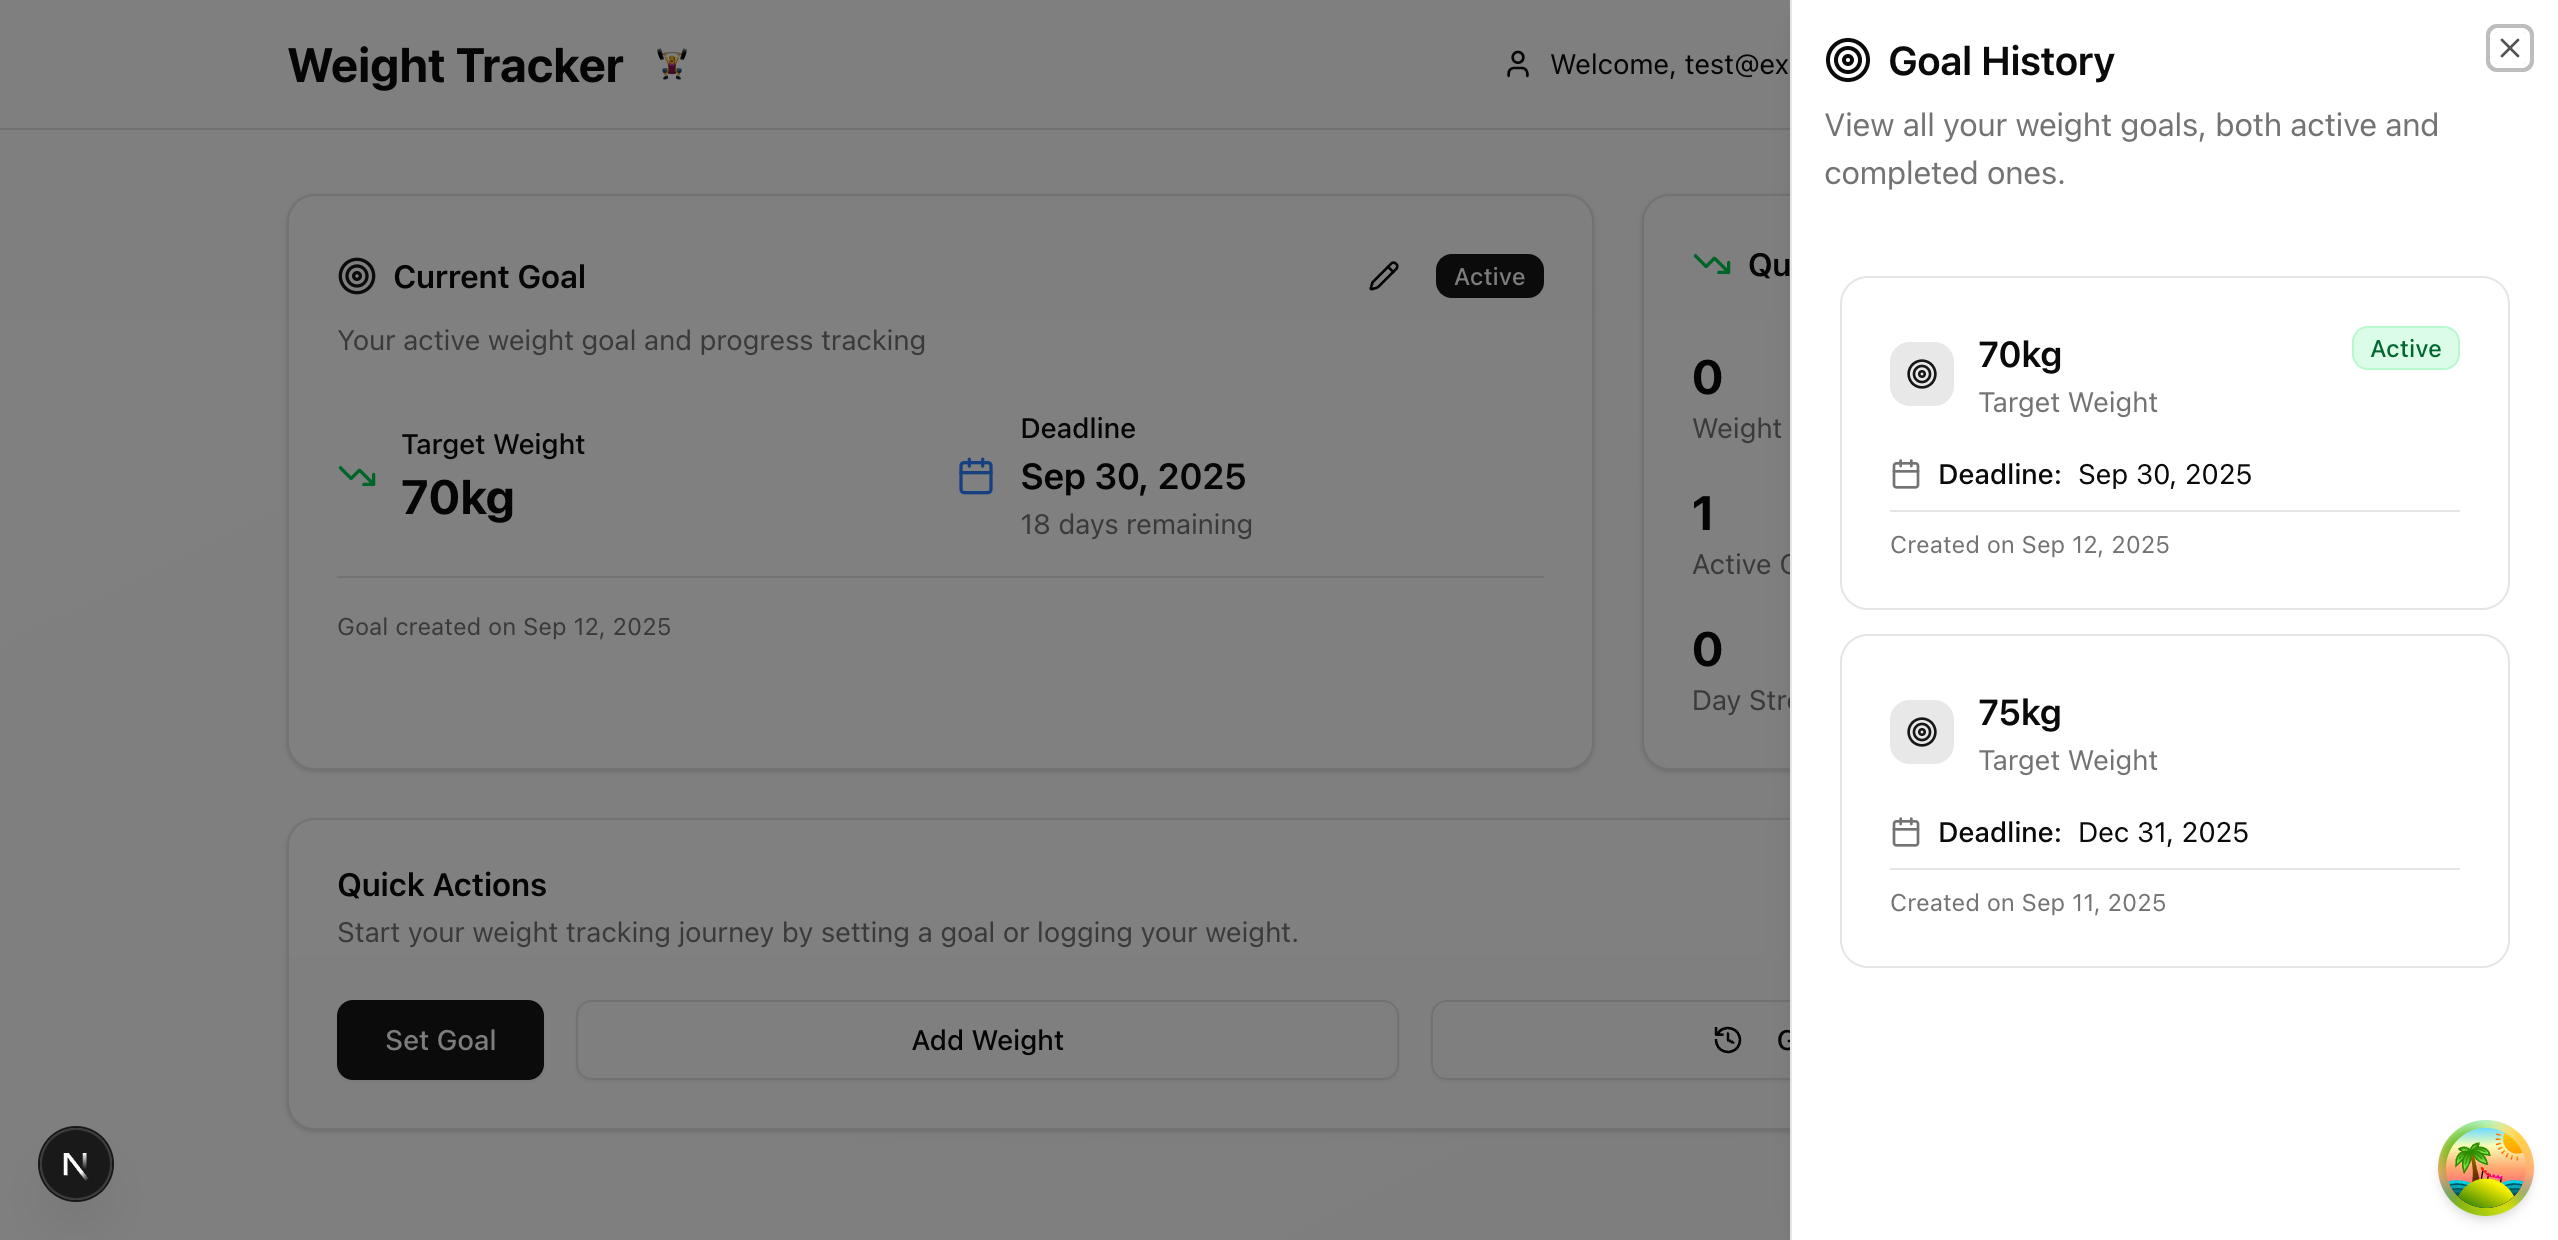 Weight Tracker
Welcome, test@ex
Current Goal
Active
Your active weight goal and progress tracking
Target Weight
70kg
Deadline
Sep 30, 2025
18 days remaining
Goal created on Sep 12, 2025
Qu
0
Weight
1
Active
0
Day Str
Quick Actions
Start your weight tracking journey by setting a goal or logging your weight.
Set Goal
Add Weight
N
Goal History
View all your weight goals, both active and
completed ones.
70kg
Active
Target Weight
Deadline: Sep 30, 2025
Created on Sep 12, 2025
75kg
Target Weight
Deadline: Dec 31, 2025
Created on Sep 11, 2025